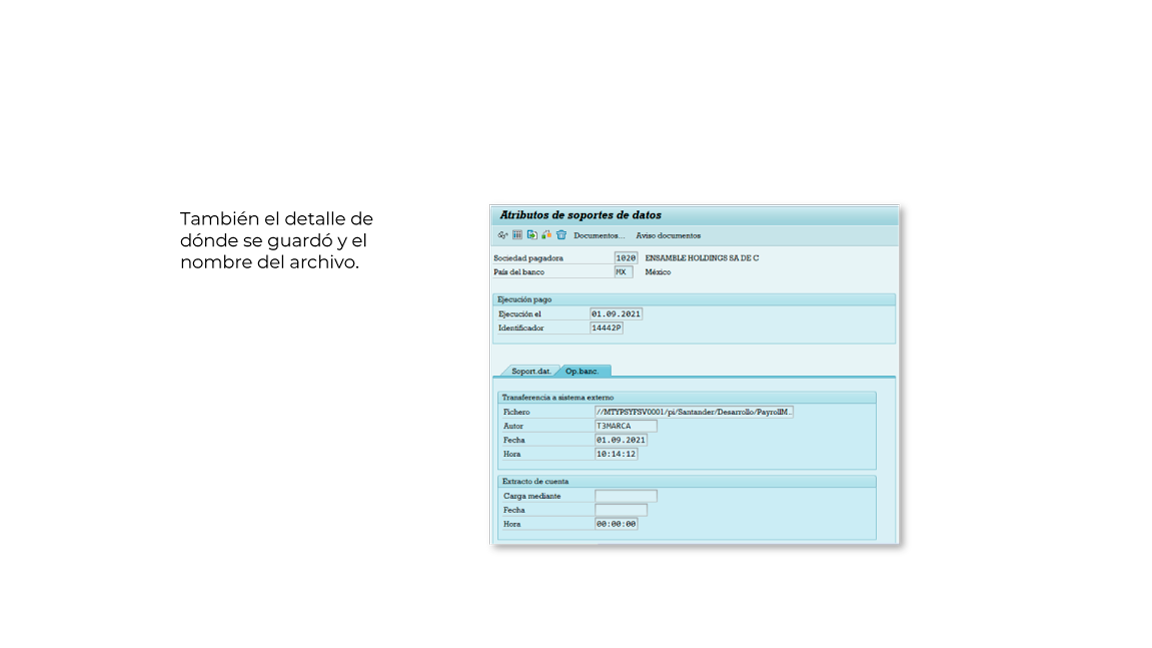 También el detalle de
dónde se guardó y el
nombre del archivo.
Atributos de soportes de datos
Documentos... Aviso documentos
Sociedad pagadora 1020 ENSAMBLE HOLDINGS SA DE C
País del banco MX México
Ejecución pago
Ejecución el 01.09.2021
Identificador 14442P
Soport.dat. Op.banc.
Transferencia a sistema externo
Fichero //MTYPSYFSV0001/pi/Santander/Desarrollo/PayrollM.
Autor T3MARCA
Fecha 01.09.2021
Hora 10:14:12
Extracto de cuenta
Carga mediante
Fecha
Hora 00:00:00